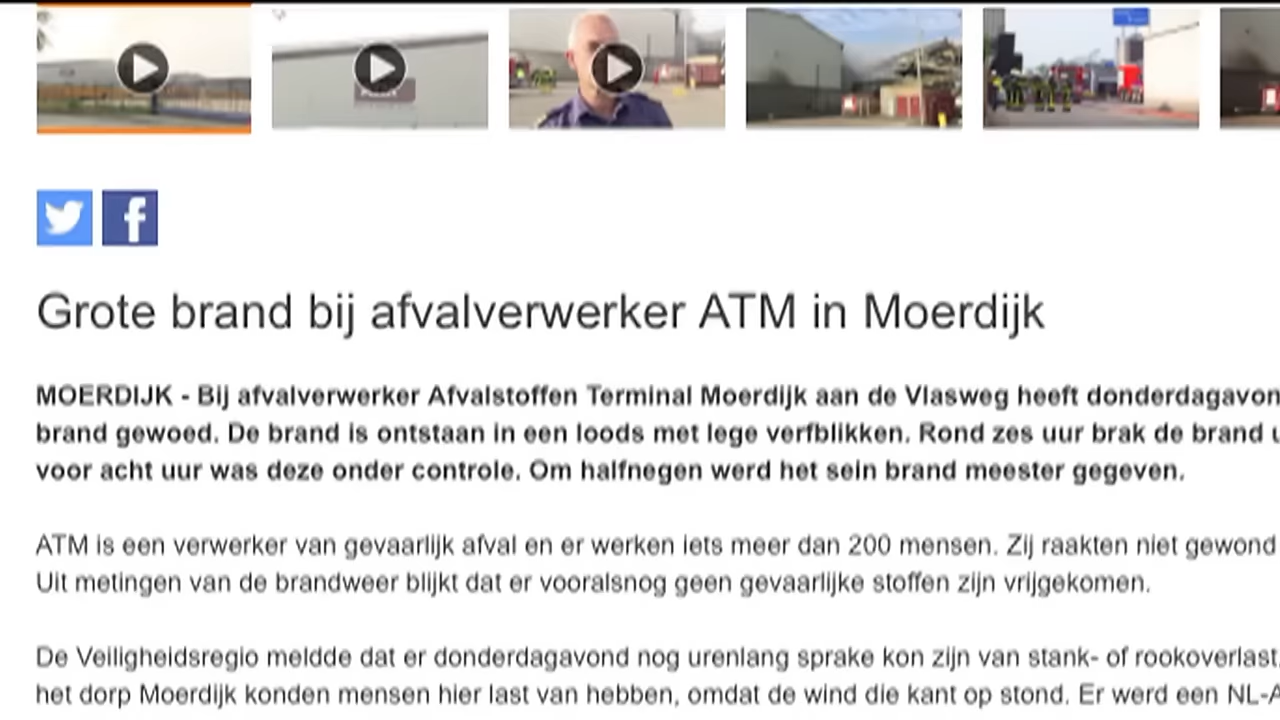 Grote brand bij afvalverwerker ATM in Moerdijk
MOERDIJK - Bij afvalverwerker Afvalstoffen Terminal Moerdijk aan de Vlasweg heeft donderdagavon
brand gewoed. De brand is ontstaan in een loods met lege verfblikken. Rond zes uur brak de brand u
voor acht uur was deze onder controle. Om halfnegen werd het sein brand meester gegeven.
ATM is een verwerker van gevaarlijk afval en er werken iets meer dan 200 mensen. Zij raakten niet gewond
Uit metingen van de brandweer blijkt dat er vooralsnog geen gevaarlijke stoffen zijn vrijgekomen.
De Veiligheidsregio meldde dat er donderdagavond nog urenlang sprake kon zijn van stank- of rookoverlast.
het dorp Moerdijk konden mensen hier last van hebben, omdat de wind die kant op stond. Er werd een NL-A